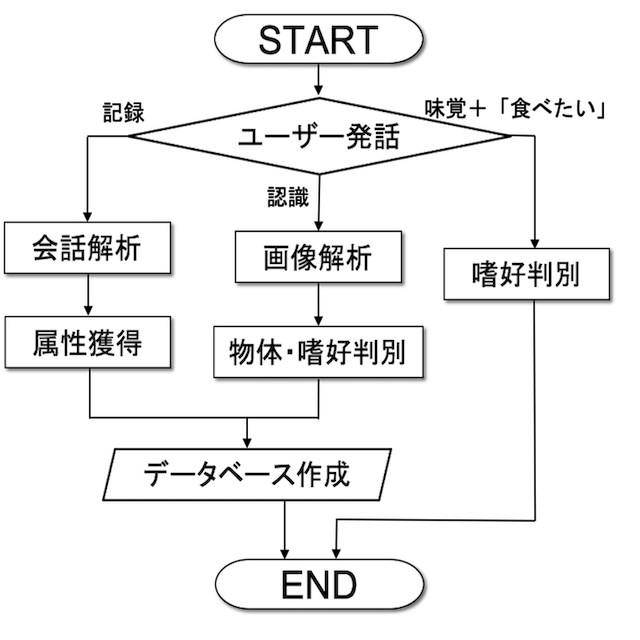 START
記録
味覚＋「食べたい」
ユーザー発話
認識
会話解析
画像解析
嗜好判別
属性獲得
物体・嗜好判別
データベース作成
END